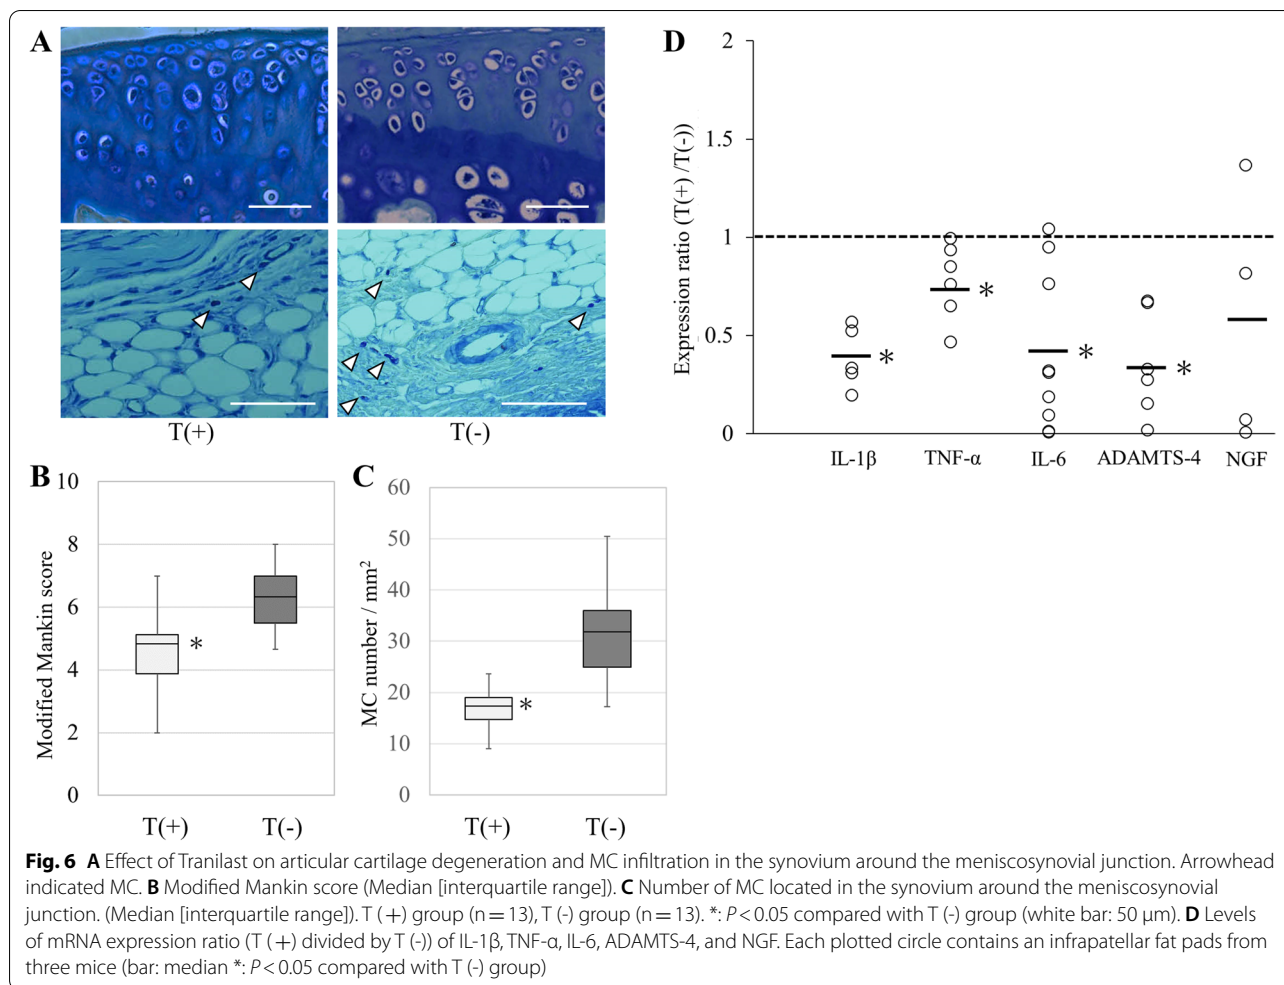 A
T(+)
T(-)
B
Modified Mankin score
10
8
6
4
2
0
*
T(+)
T(-)
C
MC number / mm²
60
50
40
30
20
10
0
*
T(+)
T(-)
D
Expression ratio (T(+) /T(-))
2
1.5
1
0.5
0
*
*
*
*
IL-1β
TNF-α
IL-6
ADAMTS-4
NGF
Fig. 6 A Effect of Tranilast on articular cartilage degeneration and MC infiltration in the synovium around the meniscosynovial junction. Arrowhead
indicated MC. B Modified Mankin score (Median [interquartile range]). C Number of MC located in the synovium around the meniscosynovial
junction. (Median [interquartile range]). T (+) group (n = 13), T (-) group (n = 13). *: P < 0.05 compared with T (-) group (white bar: 50 μm). D Levels
of mRNA expression ratio (T (+) divided by T (-)) of IL-1β, TNF-α, IL-6, ADAMTS-4, and NGF. Each plotted circle contains an infrapatellar fat pads from
three mice (bar: median *: P < 0.05 compared with T (-) group)